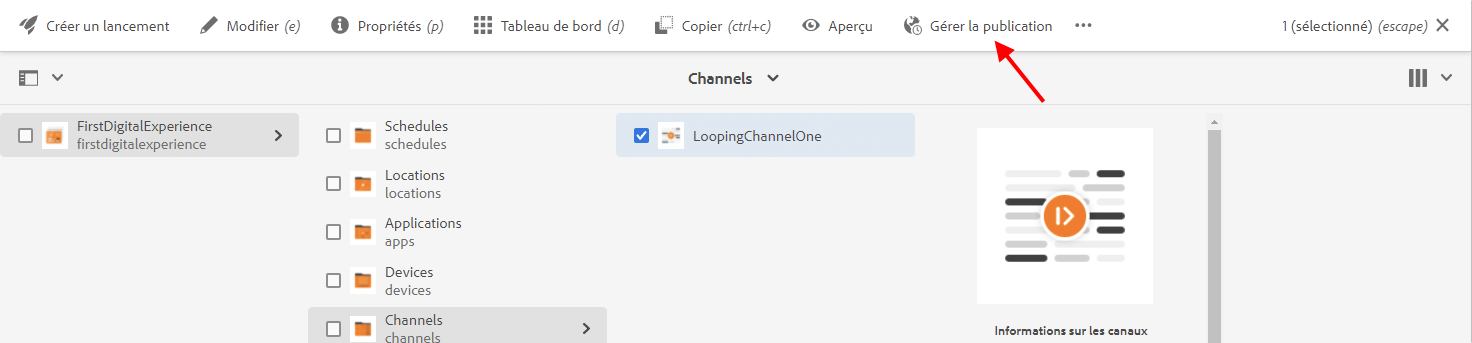 Créer un lancement Modifier (e) Propriétés (p) Tableau de bord (d) Copier (ctrl+c) Aperçu Gérer la publication ••• 1 (sélectionné) (escape)
Channels
FirstDigitalExperience
firstdigitalexperience
Schedules
schedules
Locations
locations
Applications
apps
Devices
devices
Channels
channels
LoopingChannelOne
Informations sur les canaux